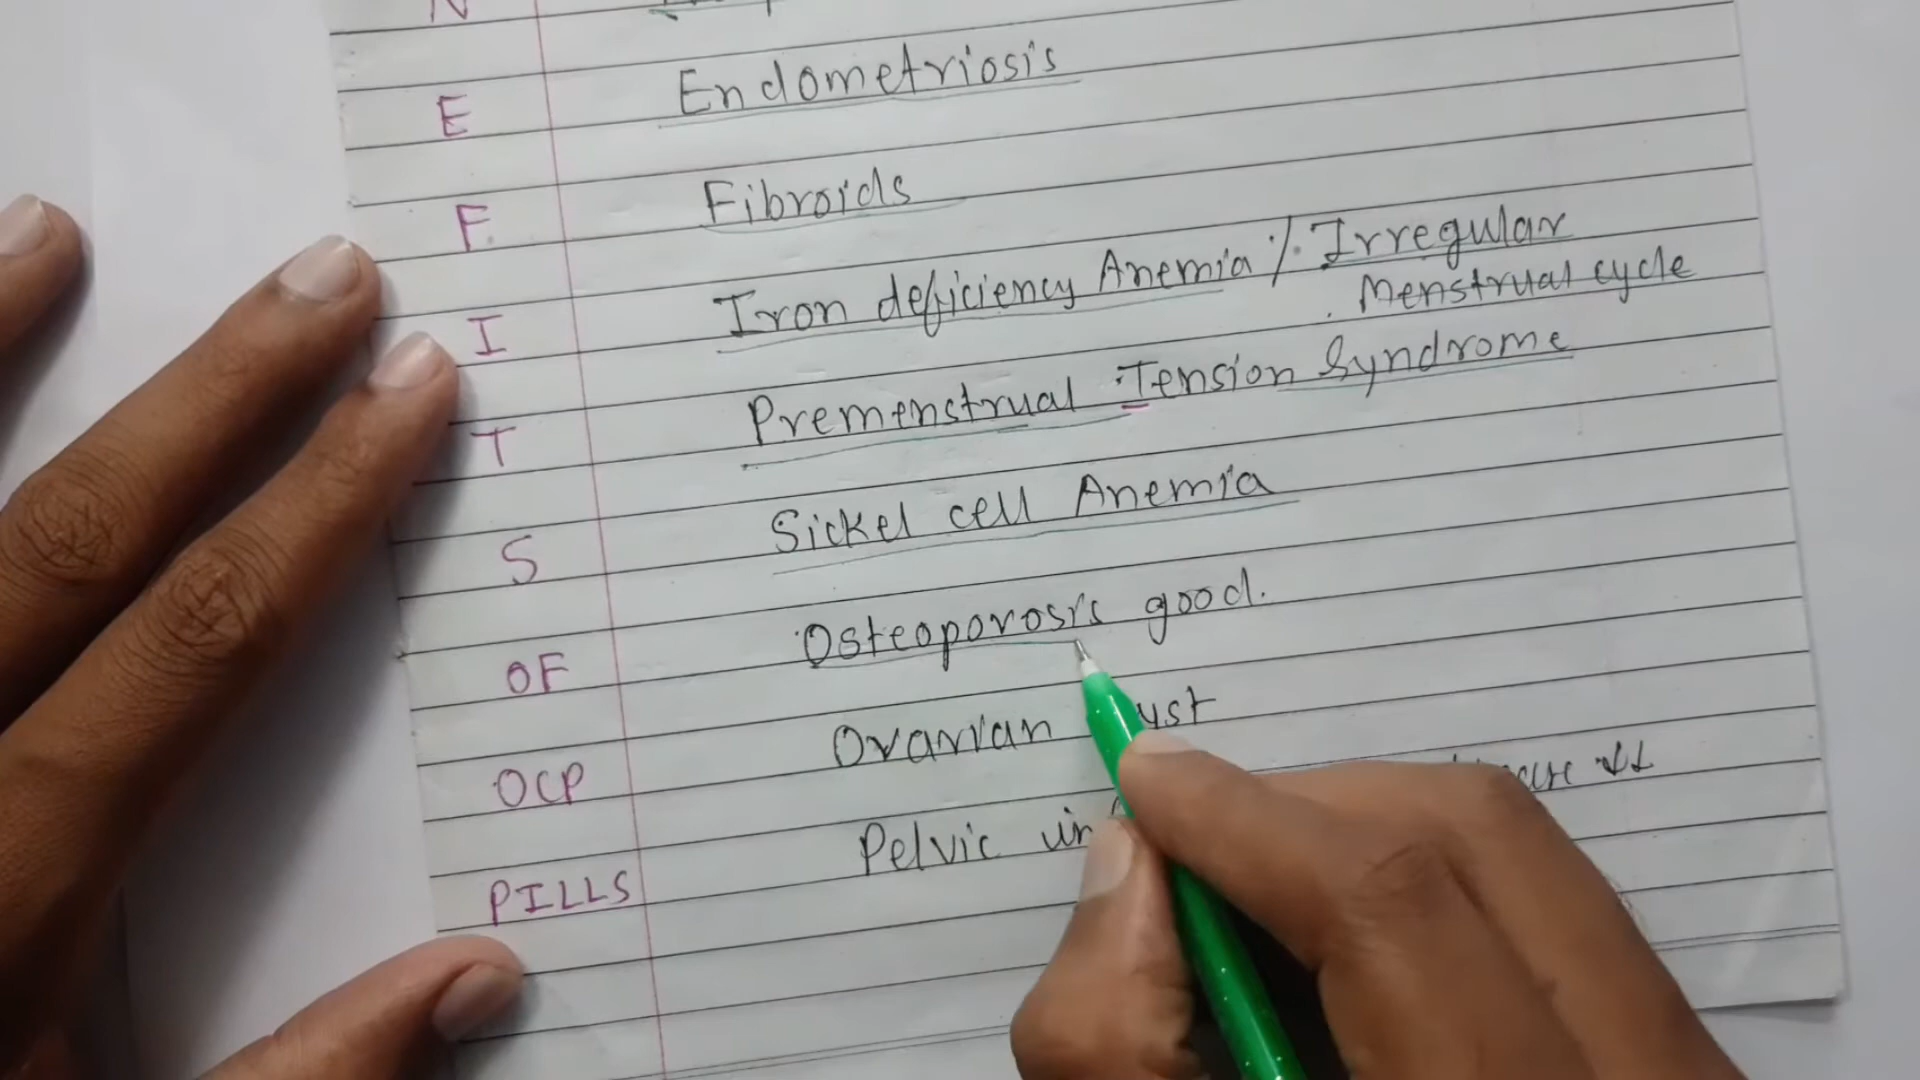 N
E Endometriosis
F Fibroids
I Iron deficiency Anemia / Irregular
Menstrual cycle
T Premenstrual Tension Syndrome
S Sickel cell Anemia
OF Osteoporosis good.
OCP Ovarian
PILLS Pelvic